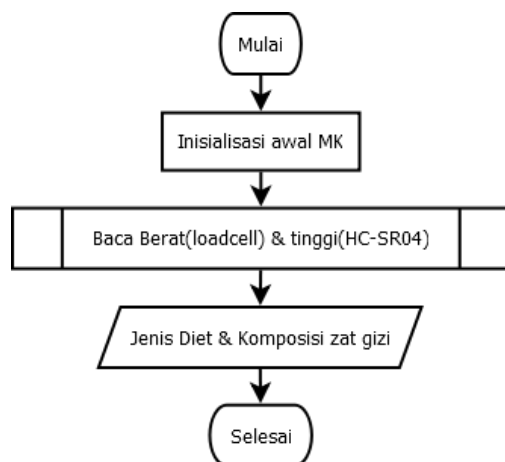 Mulai
Inisialisasi awal MK
Baca Berat(loadcell) & tinggi(HC-SR04)
Jenis Diet & Komposisi zat gizi
Selesai